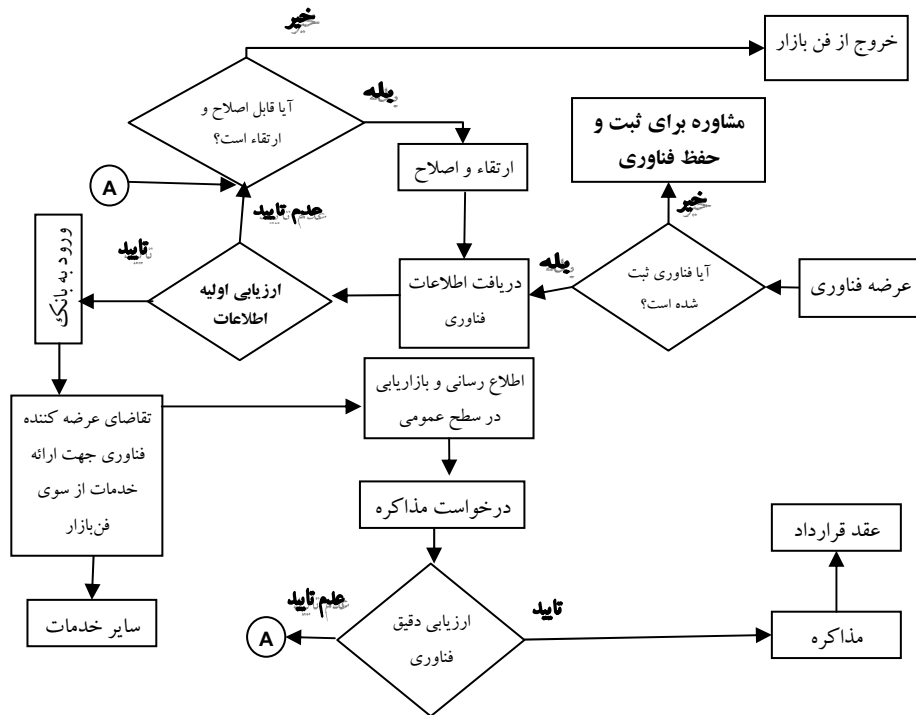 خیر
خروج از فن بازار
آیا قابل اصلاح و
ارتقاء است؟
بله
مشاوره برای ثبت و
حفظ فناوری
ارتقاء و اصلاح
A
خیر
عدم تایید
تایید
ورود به بانک
ارزیابی اولیه
اطلاعات
دریافت اطلاعات
فناوری
بله
آیا فناوری ثبت
شده است؟
عرضه فناوری
اطلاع رسانی و بازاریابی
در سطح عمومی
تقاضای عرضه کننده
فناوری جهت ارائه
خدمات از سوی
فن‌بازار
درخواست مذاکره
عقد قرارداد
سایر خدمات
عدم تایید
A
ارزیابی دقیق
فناوری
تایید
مذاکره